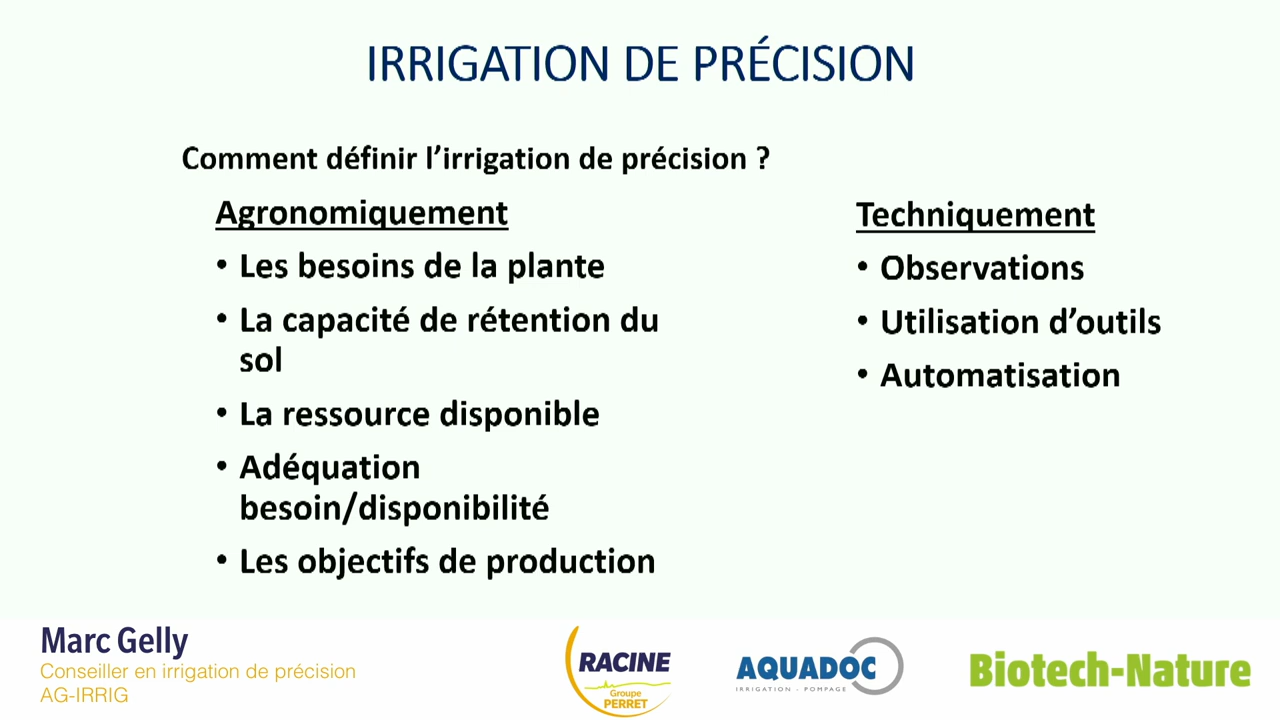 IRRIGATION DE PRÉCISION
Comment définir l’irrigation de précision ?
Agronomiquement
• Les besoins de la plante
• La capacité de rétention du
sol
• La ressource disponible
• Adéquation
besoin/disponibilité
• Les objectifs de production
Techniquement
• Observations
• Utilisation d’outils
• Automatisation
Marc Gelly
Conseiller en irrigation de précision
AG-IRRIG
RACINE
Groupe
PERRET
AQUADOC
IRRIGATION - POMPAGE
Biotech-Nature